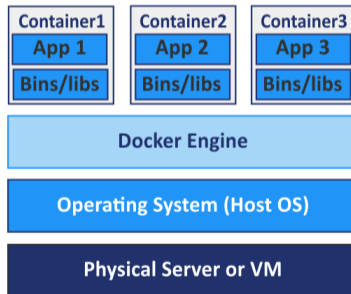 Container1 Container2 Container3
App 1 App 2 App 3
Bins/libs Bins/libs Bins/libs
Docker Engine
Operating System (Host OS)
Physical Server or VM